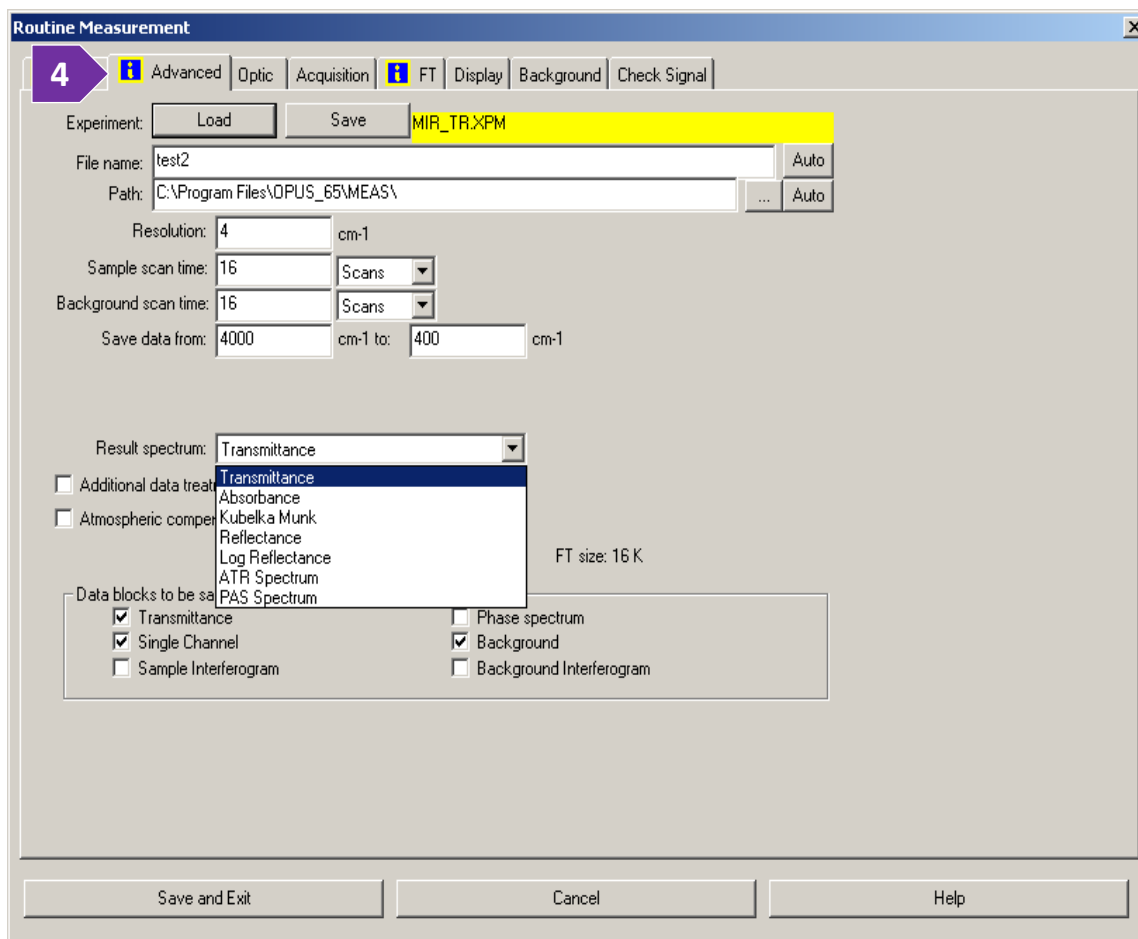 Routine Measurement
4 Advanced Optic Acquisition FT Display Background Check Signal
Experiment: Load Save MIR_TR.XPM
File name: test2 Auto
Path: C:\Program Files\OPUS_65\MEAS\ ... Auto
Resolution: 4 cm-1
Sample scan time: 16 Scans
Background scan time: 16 Scans
Save data from: 4000 cm-1 to: 400 cm-1
Result spectrum: Transmittance
Transmittance
Additional data
Absorbance
Kubelka Munk
Atmospheric
Reflectance
Log Reflectance
FT size: 16 K
ATR Spectrum
Data blocks to be
PAS Spectrum
Transmittance Phase spectrum
Single Channel Background
Sample Interferogram Background Interferogram
Save and Exit Cancel Help